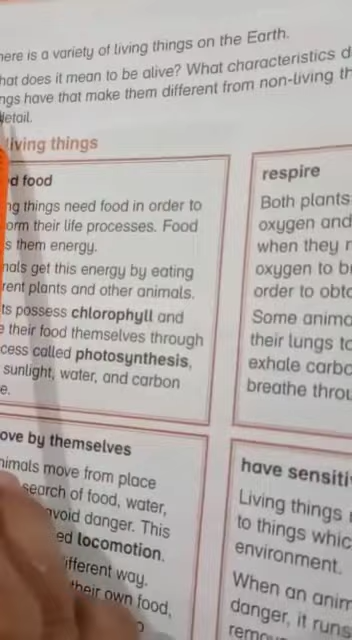 here is a variety of living things on the Earth.
hat does it mean to be alive? What characteristics d
ngs have that make them different from non-living th
detail.
living things
d food
ng things need food in order to
orm their life processes. Food
s them energy.
mals get this energy by eating
rent plants and other animals.
ts possess chlorophyll and
e their food themselves through
cess called photosynthesis,
sunlight, water, and carbon
e.
respire
Both plants
oxygen and
when they r
oxygen to b
order to obt
Some anima
their lungs to
exhale carbo
breathe throu
ove by themselves
nimals move from place
search of food, water,
avoid danger. This
ed locomotion.
ifferent way.
their own food,
have sensiti
Living things
to things whic
environment.
When an anim
danger, it runs
remov